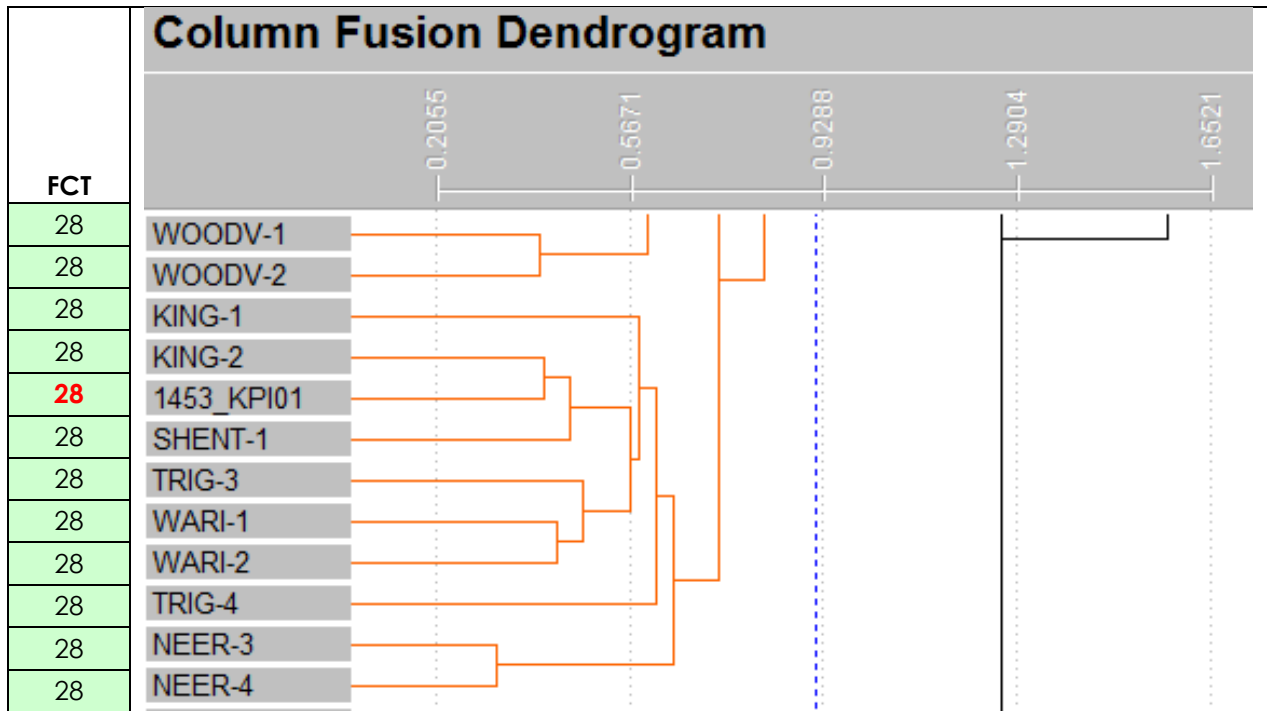 Column Fusion Dendrogram
0.2055 0.5671 0.9288 1.2904 1.6521
FCT
28 WOODV-1
28 WOODV-2
28 KING-1
28 KING-2
28 1453_KPI01
28 SHENT-1
28 TRIG-3
28 WARI-1
28 WARI-2
28 TRIG-4
28 NEER-3
28 NEER-4